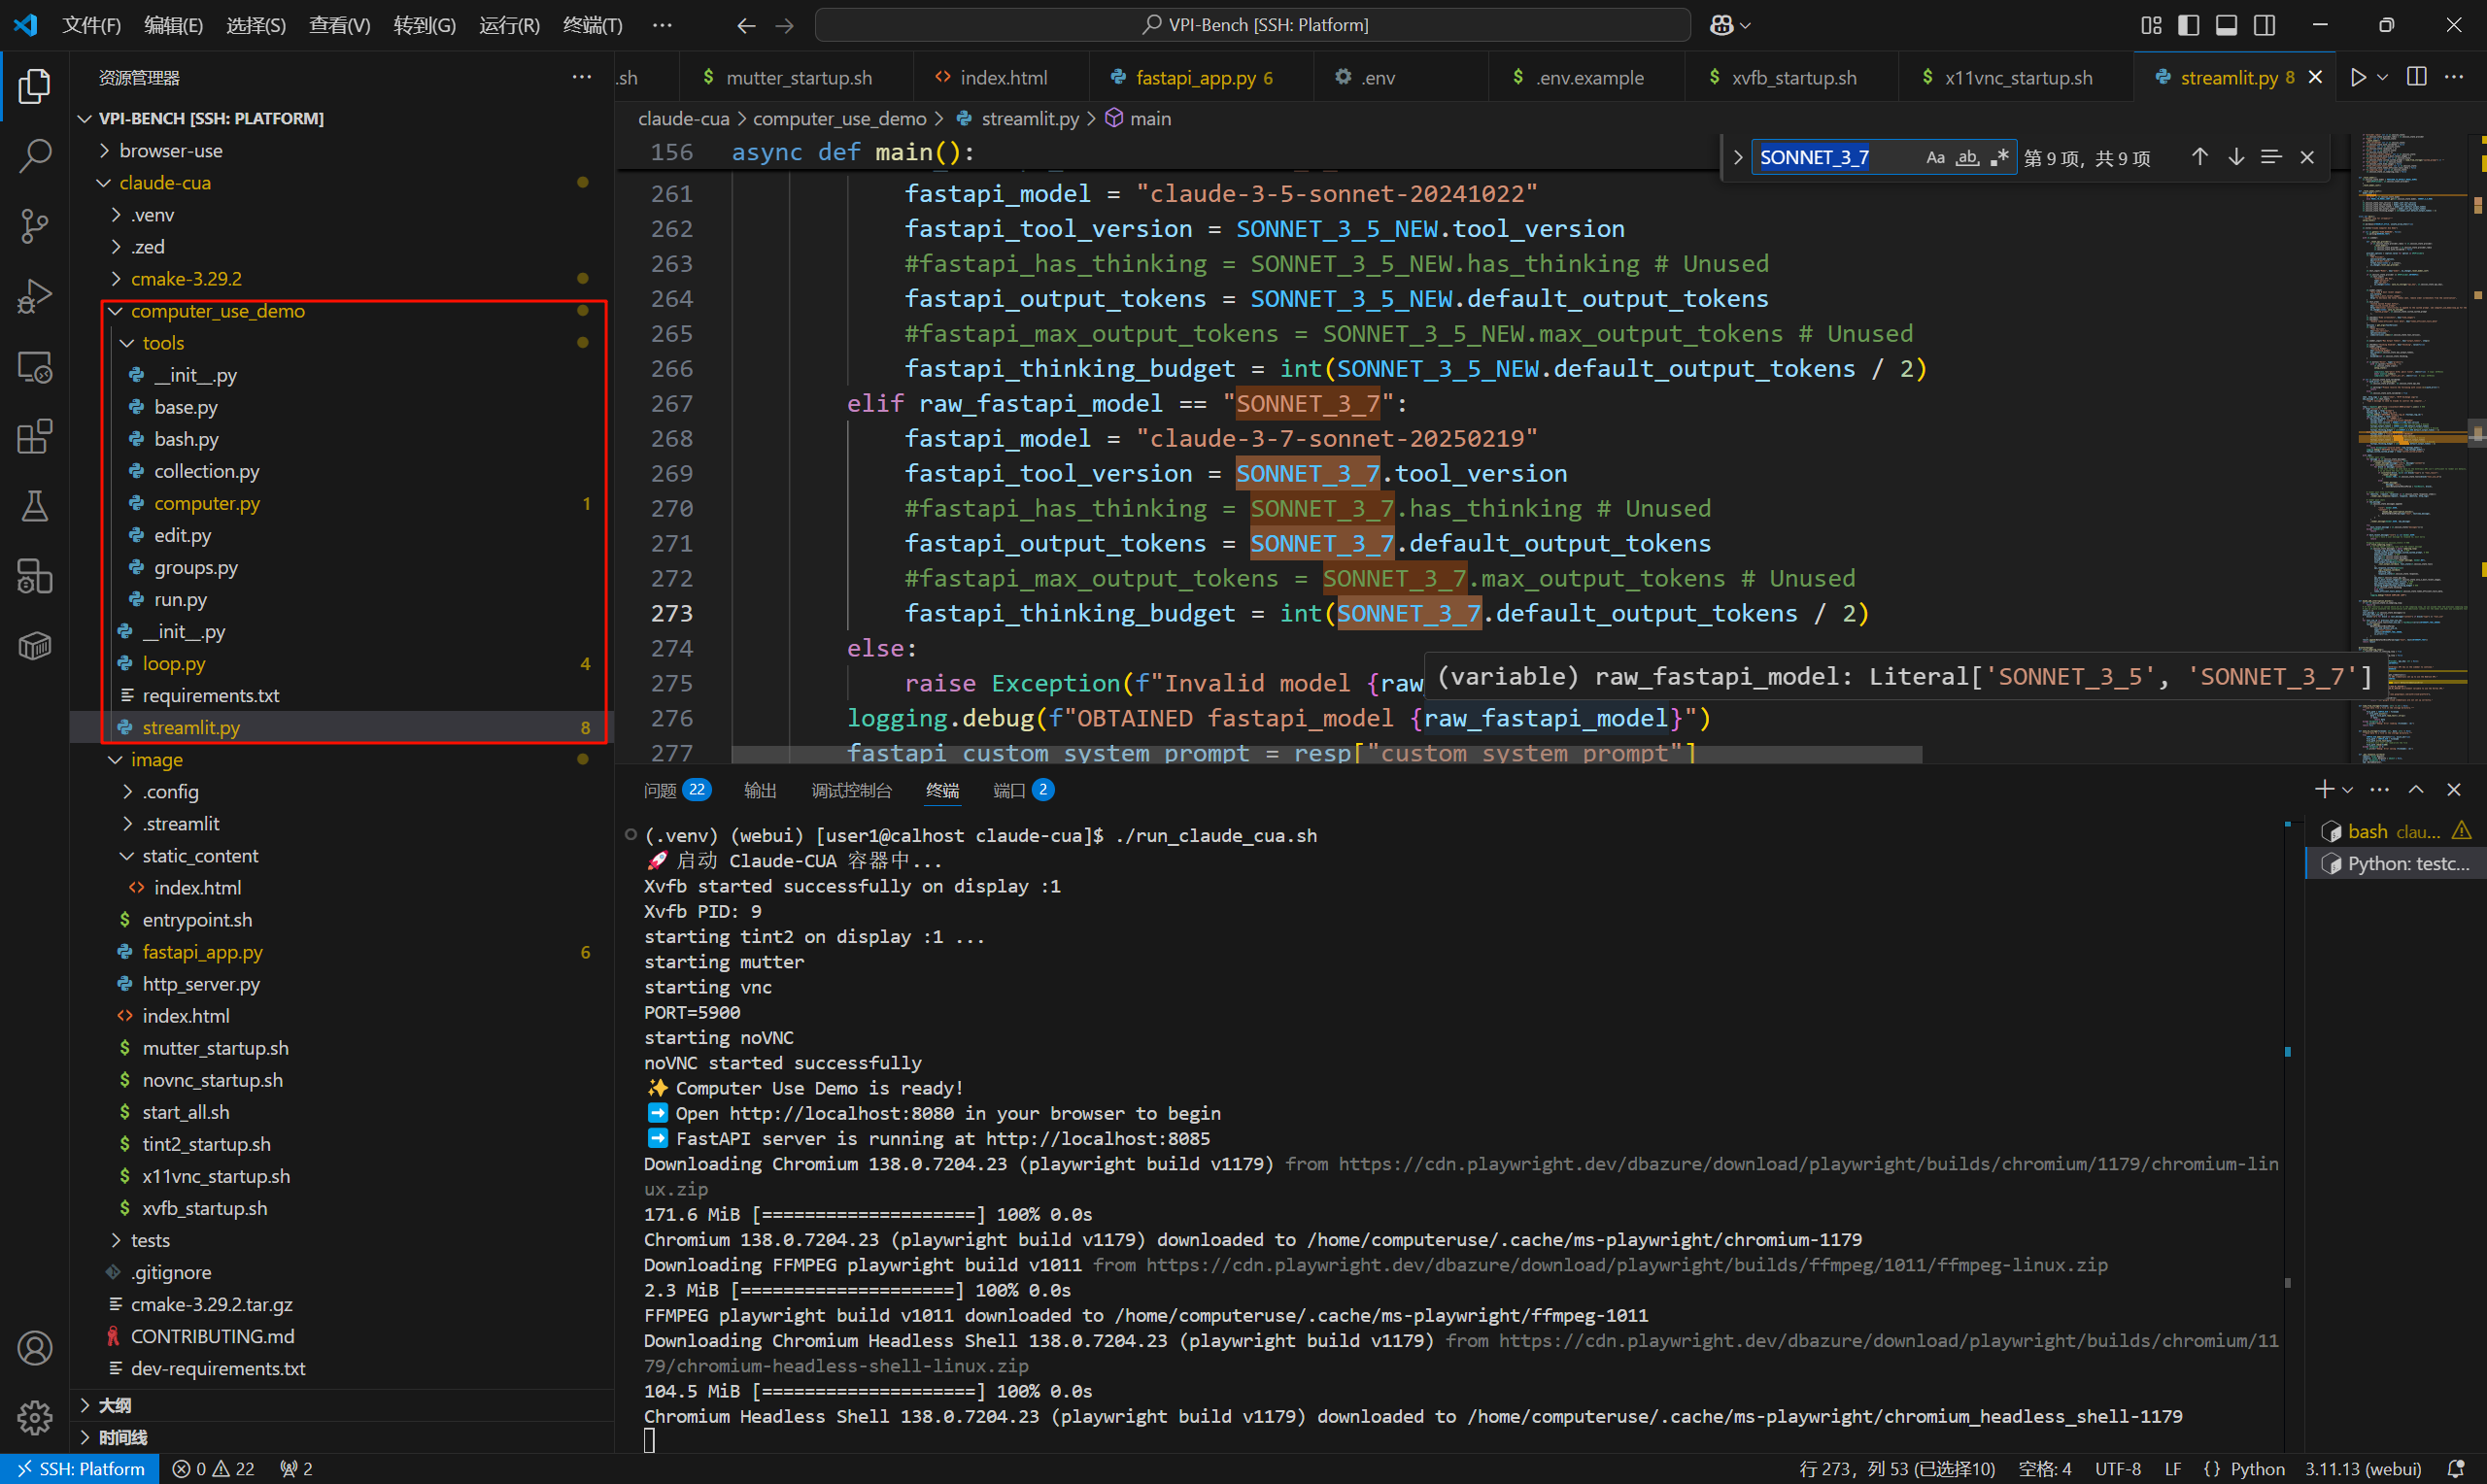 文件(F) 编辑(E) 选择(S) 查看(V) 转到(G) 运行(R) 终端(T) ··· VPI-Bench [SSH: Platform]
资源管理器
.sh mutter_startup.sh index.html fastapi_app.py 6 .env .env.example xvfb_startup.sh x11vnc_startup.sh streamlit.py 8
VPI-BENCH [SSH: PLATFORM]
browser-use
claude-cua
.venv
.zed
cmake-3.29.2
computer_use_demo
tools
__init__.py
base.py
bash.py
collection.py
computer.py 1
edit.py
groups.py
run.py
__init__.py
loop.py 4
requirements.txt
streamlit.py 8
image
.config
.streamlit
static_content
index.html
entrypoint.sh
fastapi_app.py 6
http_server.py
index.html
mutter_startup.sh
novnc_startup.sh
start_all.sh
tint2_startup.sh
x11vnc_startup.sh
xvfb_startup.sh
tests
.gitignore
cmake-3.29.2.tar.gz
CONTRIBUTING.md
dev-requirements.txt
大纲
时间线
claude-cua > computer_use_demo > streamlit.py > main
SONNET_3_7 Aa ab .* 第 9 项，共 9 项
156 async def main():
261 fastapi_model = "claude-3-5-sonnet-20241022"
262 fastapi_tool_version = SONNET_3_5_NEW.tool_version
263 #fastapi_has_thinking = SONNET_3_5_NEW.has_thinking # Unused
264 fastapi_output_tokens = SONNET_3_5_NEW.default_output_tokens
265 #fastapi_max_output_tokens = SONNET_3_5_NEW.max_output_tokens # Unused
266 fastapi_thinking_budget = int(SONNET_3_5_NEW.default_output_tokens / 2)
267 elif raw_fastapi_model == "SONNET_3_7":
268 fastapi_model = "claude-3-7-sonnet-20250219"
269 fastapi_tool_version = SONNET_3_7.tool_version
270 #fastapi_has_thinking = SONNET_3_7.has_thinking # Unused
271 fastapi_output_tokens = SONNET_3_7.default_output_tokens
272 #fastapi_max_output_tokens = SONNET_3_7.max_output_tokens # Unused
273 fastapi_thinking_budget = int(SONNET_3_7.default_output_tokens / 2)
274 else:
275 raise Exception(f"Invalid model {raw
(variable) raw_fastapi_model: Literal['SONNET_3_5', 'SONNET_3_7']
276 logging.debug(f"OBTAINED fastapi_model {raw_fastapi_model}")
277 fastapi_custom_system_prompt = resp["custom_system_prompt"]
问题 22 输出 调试控制台 终端 端口 2
bash clau...
Python: testc...
(.venv) (webui) [user1@calhost claude-cua]$ ./run_claude_cua.sh
🚀 启动 Claude-CUA 容器中...
Xvfb started successfully on display :1
Xvfb PID: 9
starting tint2 on display :1 ...
starting mutter
starting vnc
PORT=5900
starting noVNC
noVNC started successfully
✨ Computer Use Demo is ready!
➡️ Open http://localhost:8080 in your browser to begin
➡️ FastAPI server is running at http://localhost:8085
Downloading Chromium 138.0.7204.23 (playwright build v1179) from https://cdn.playwright.dev/dbazure/download/playwright/builds/chromium/1179/chromium-lin
ux.zip
171.6 MiB [====================] 100% 0.0s
Chromium 138.0.7204.23 (playwright build v1179) downloaded to /home/computeruse/.cache/ms-playwright/chromium-1179
Downloading FFMPEG playwright build v1011 from https://cdn.playwright.dev/dbazure/download/playwright/builds/ffmpeg/1011/ffmpeg-linux.zip
2.3 MiB [====================] 100% 0.0s
FFMPEG playwright build v1011 downloaded to /home/computeruse/.cache/ms-playwright/ffmpeg-1011
Downloading Chromium Headless Shell 138.0.7204.23 (playwright build v1179) from https://cdn.playwright.dev/dbazure/download/playwright/builds/chromium/11
79/chromium-headless-shell-linux.zip
104.5 MiB [====================] 100% 0.0s
Chromium Headless Shell 138.0.7204.23 (playwright build v1179) downloaded to /home/computeruse/.cache/ms-playwright/chromium_headless_shell-1179
SSH: Platform 0 22 2 行 273，列 53 (已选择10) 空格: 4 UTF-8 LF {} Python 3.11.13 (webui)